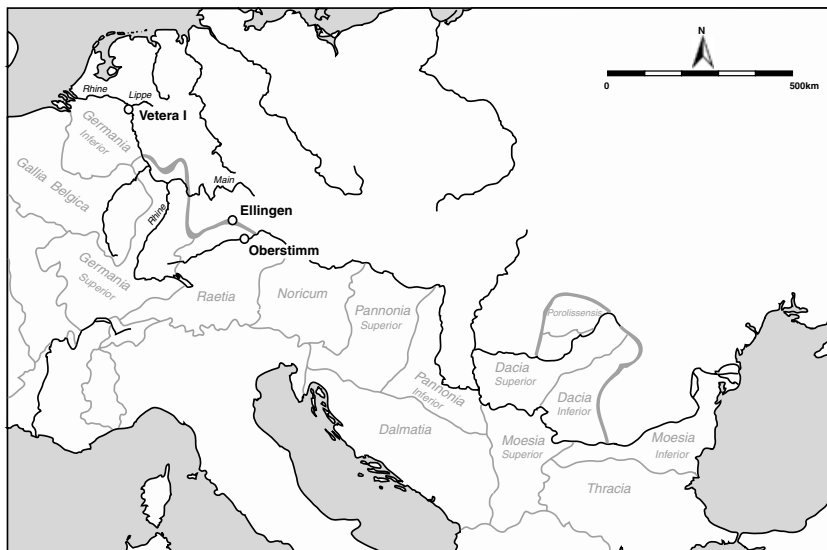 N
0
500km
Rhine
Lippe
Vetera I
Germania
Inferior
Gallia Belgica
Main
Rhine
Ellingen
Oberstimm
Germania
Superior
Raetia
Noricum
Pannonia
Superior
Porolissensis
Dacia
Superior
Pannonia
Inferior
Dacia
Inferior
Dalmatia
Moesia
Superior
Moesia
Inferior
Thracia